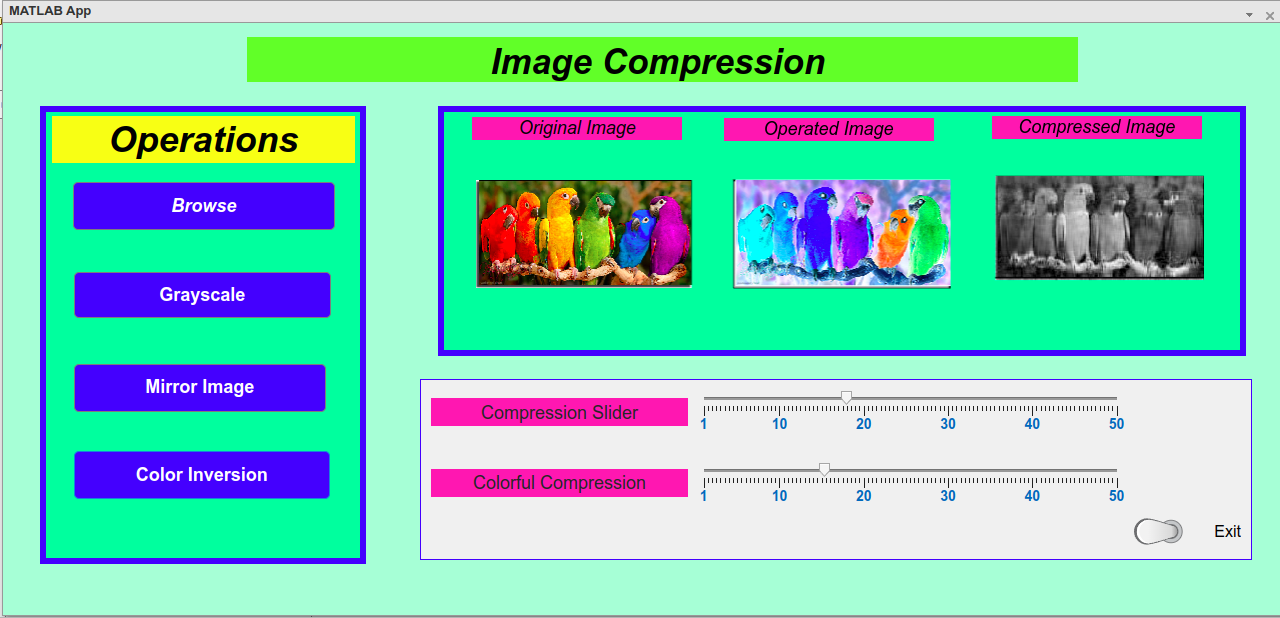 MATLAB App
Image Compression
Operations
Browse
Grayscale
Mirror Image
Color Inversion
Original Image
Operated Image
Compressed Image
Compression Slider
1 10 20 30 40 50
Colorful Compression
1 10 20 30 40 50
Exit